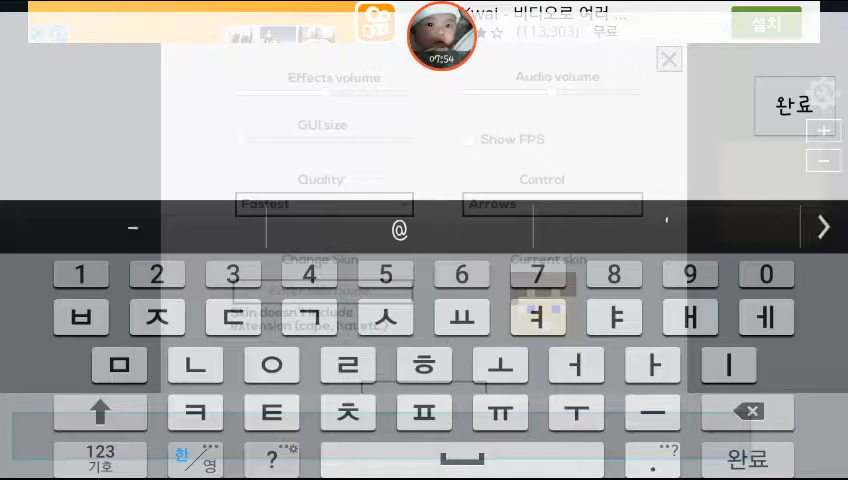 Kwai - 비디오로 여러 ...
(113,303) 무료
설치
07:54
Effects volume
Audio volume
완료
GUI size
Show FPS
Quality
Control
Fastest
Arrows
- @ '
Change Skin
Current skin
1 2 3 4 5 6 7 8 9 0
Skin doesn't include
extension (cape, hat etc.)
ㅂ ㅈ ㄷ ㄱ ㅅ ㅛ ㅕ ㅑ ㅐ ㅔ
ㅁ ㄴ ㅇ ㄹ ㅎ ㅗ ㅓ ㅏ ㅣ
ㅋ ㅌ ㅊ ㅍ ㅠ ㅜ ㅡ
123
기호
한/영
?
. ?
완료